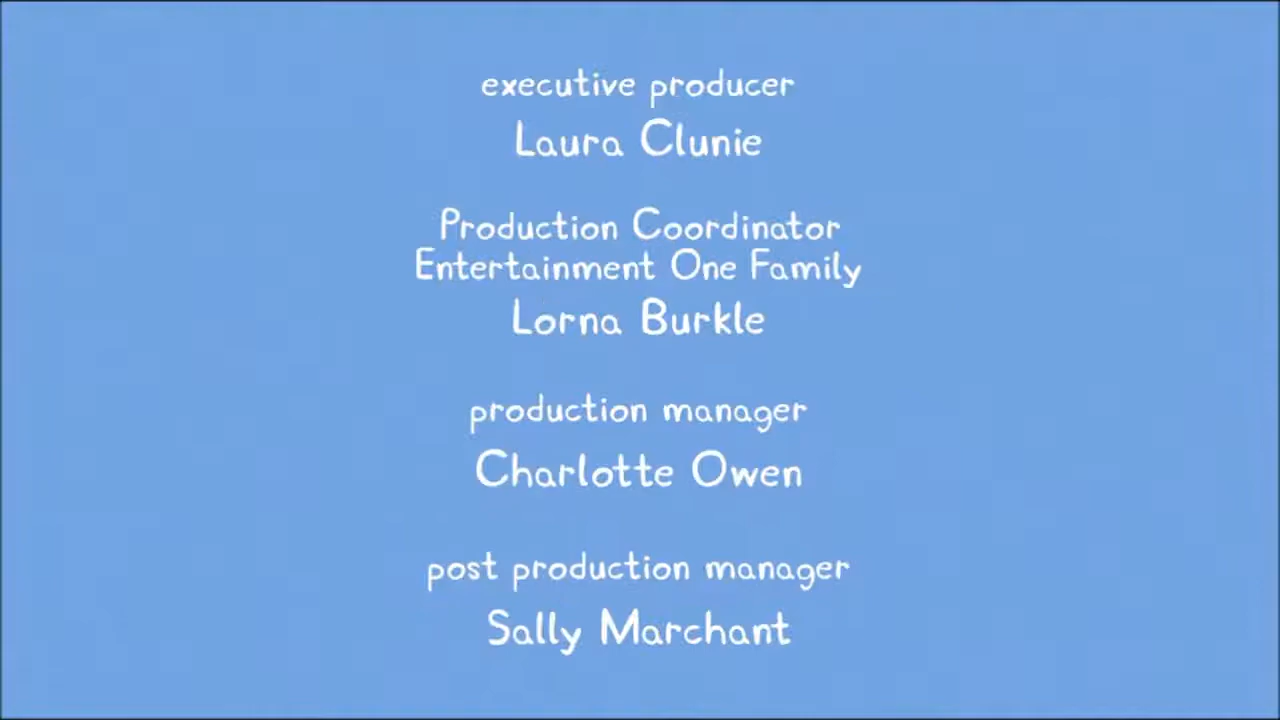 executive producer
Laura Clunie
Production Coordinator
Entertainment One Family
Lorna Burkle
production manager
Charlotte Owen
post production manager
Sally Marchant